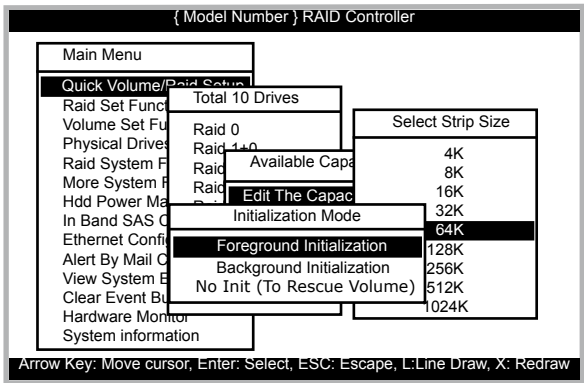 { Model Number } RAID Controller
Main Menu
Quick Volume/Raid Setup
Raid Set Funct
Volume Set Fu
Physical Drives
Raid System F
More System F
Hdd Power Ma
In Band SAS C
Ethernet Confi
Alert By Mail C
View System E
Clear Event Bu
Hardware Monitor
System information
Total 10 Drives
Raid 0
Raid 1+0
Raid
Raid
Available Capa
Edit The Capac
Initialization Mode
Foreground Initialization
Background Initialization
No Init (To Rescue Volume)
Select Strip Size
4K
8K
16K
32K
64K
128K
256K
512K
1024K
Arrow Key: Move cursor, Enter: Select, ESC: Escape, L:Line Draw, X: Redraw